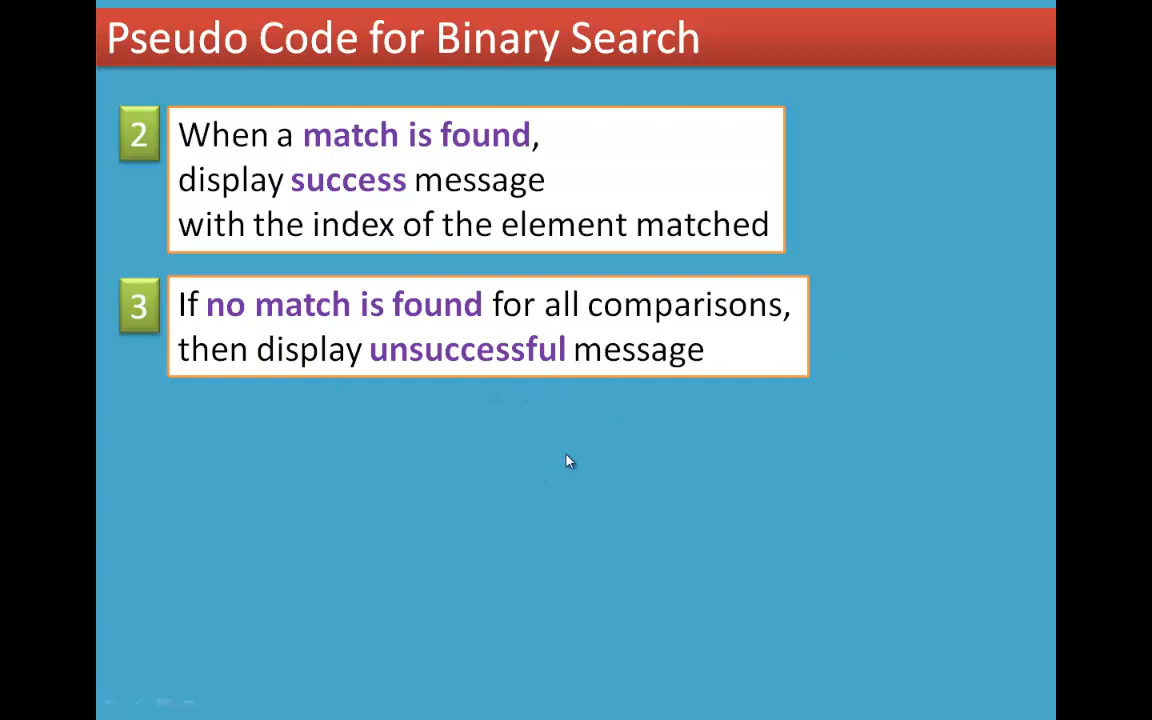 Pseudo Code for Binary Search
2
When a match is found,
display success message
with the index of the element matched
3
If no match is found for all comparisons,
then display unsuccessful message